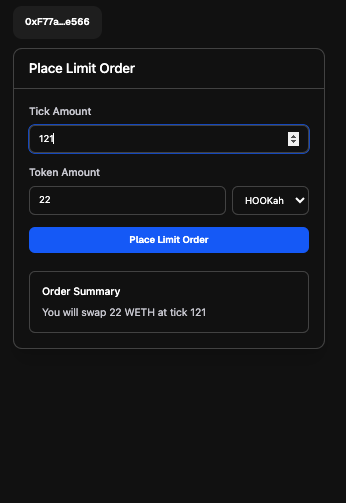 0xF77a...e566
Place Limit Order
Tick Amount
121
Token Amount
22
HOOKah
Place Limit Order
Order Summary
You will swap 22 WETH at tick 121